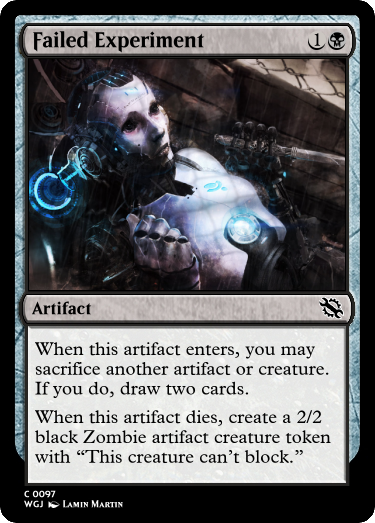 Failed Experiment 1
Artifact
When this artifact enters, you may
sacrifice another artifact or creature.
If you do, draw two cards.
When this artifact dies, create a 2/2
black Zombie artifact creature token
with “This creature can’t block.”
C 0097
WGJ Lamin Martin